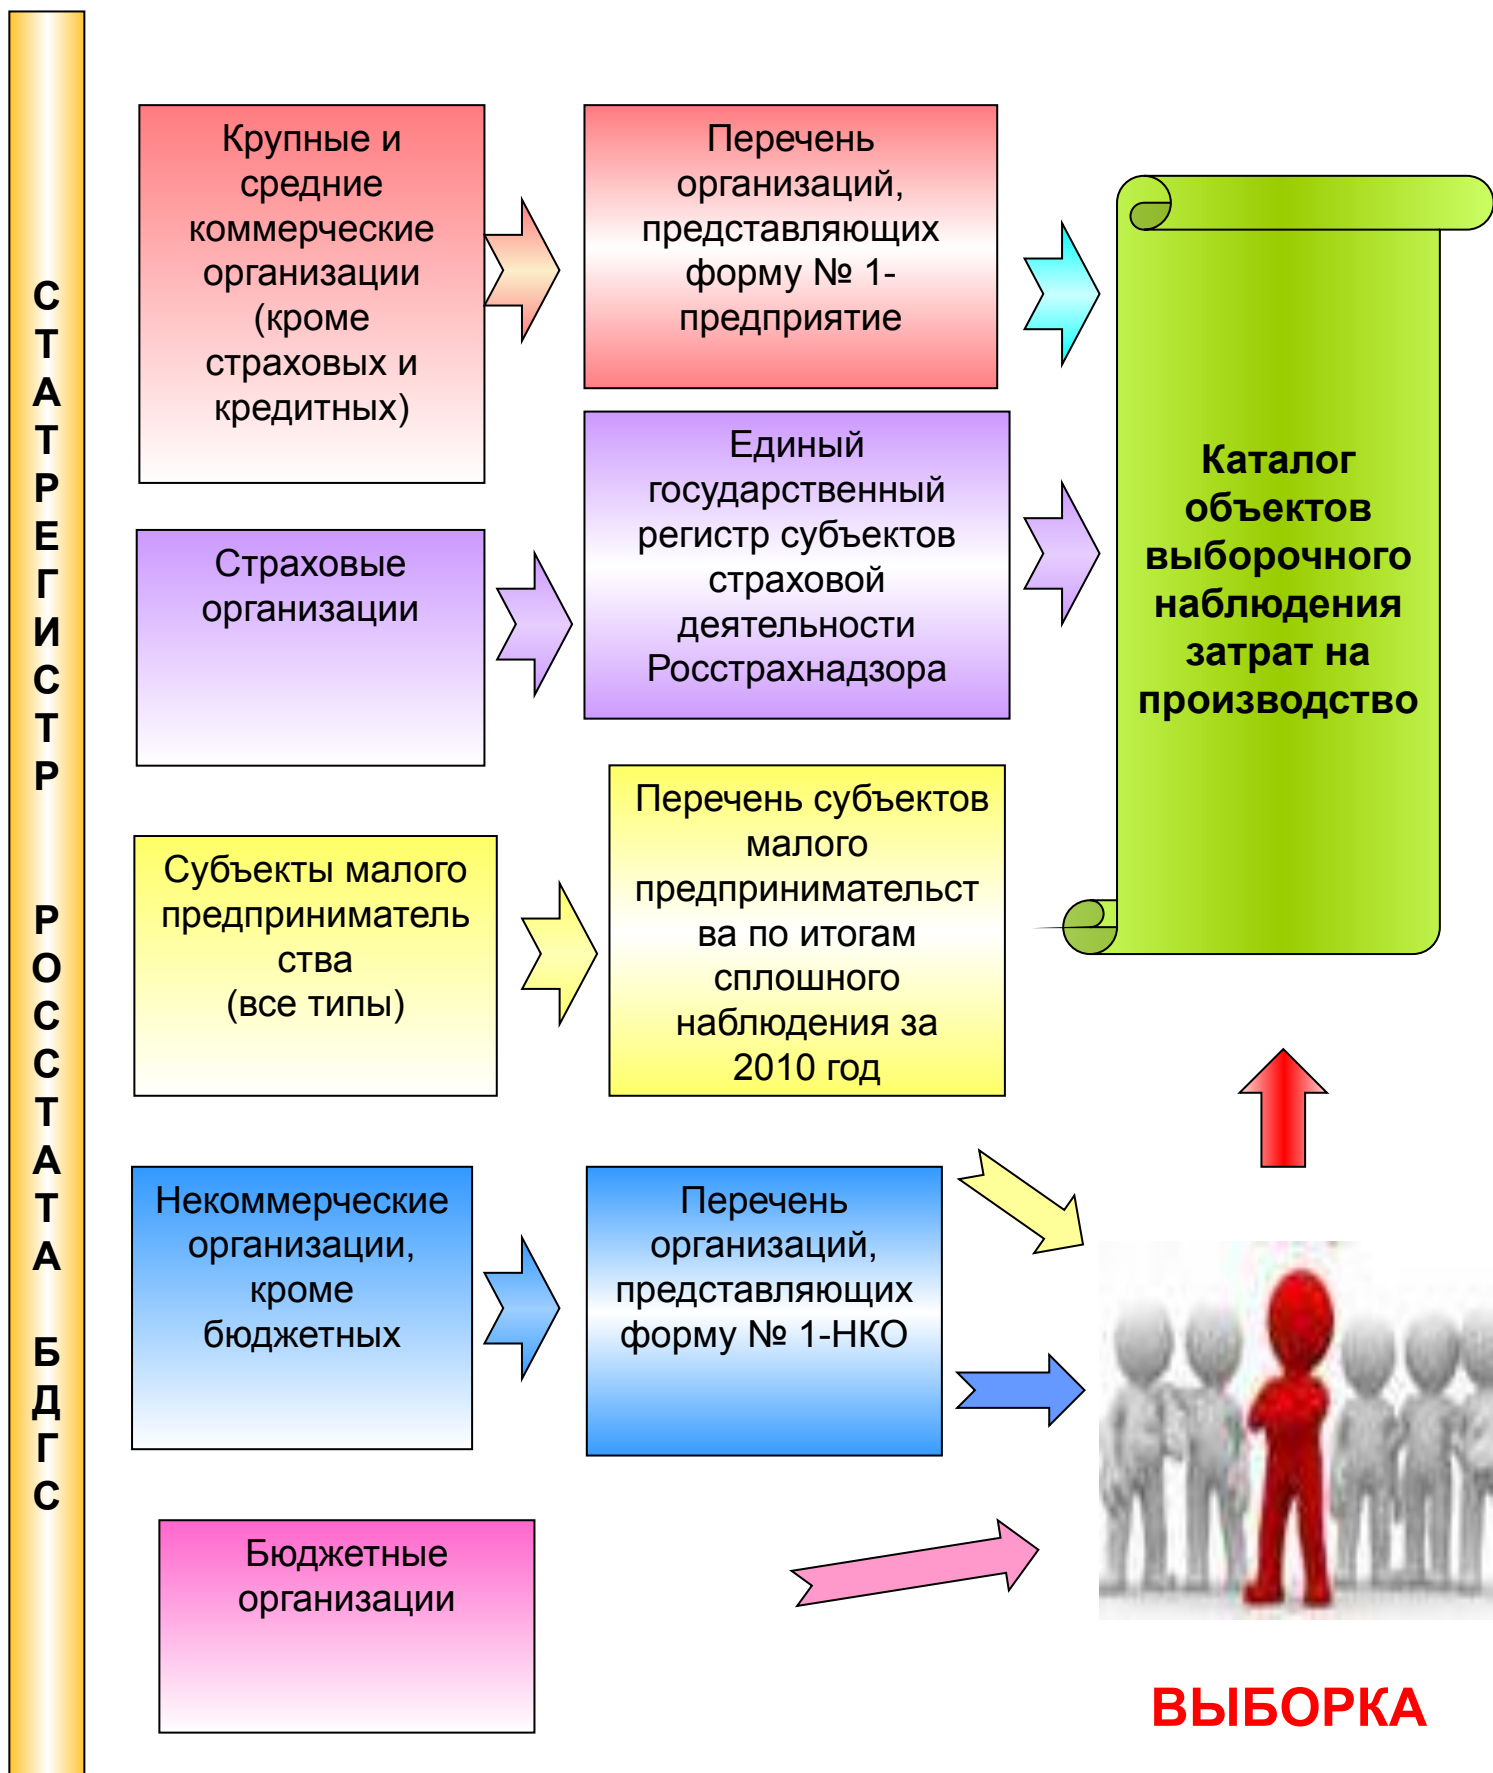 СТАТРЕГИСТР РОССТАТА БДГС
Крупные и
средние
коммерческие
организации
(кроме
страховых и
кредитных)
Перечень
организаций,
представляющих
форму № 1-
предприятие
Страховые
организации
Единый
государственный
регистр субъектов
страховой
деятельности
Росстрахнадзора
Каталог
объектов
выборочного
наблюдения
затрат на
производство
Субъекты малого
предприниматель
ства
(все типы)
Перечень субъектов
малого
предпринимательст
ва по итогам
сплошного
наблюдения за
2010 год
Некоммерческие
организации,
кроме
бюджетных
Перечень
организаций,
представляющих
форму № 1-НКО
Бюджетные
организации
ВЫБОРКА